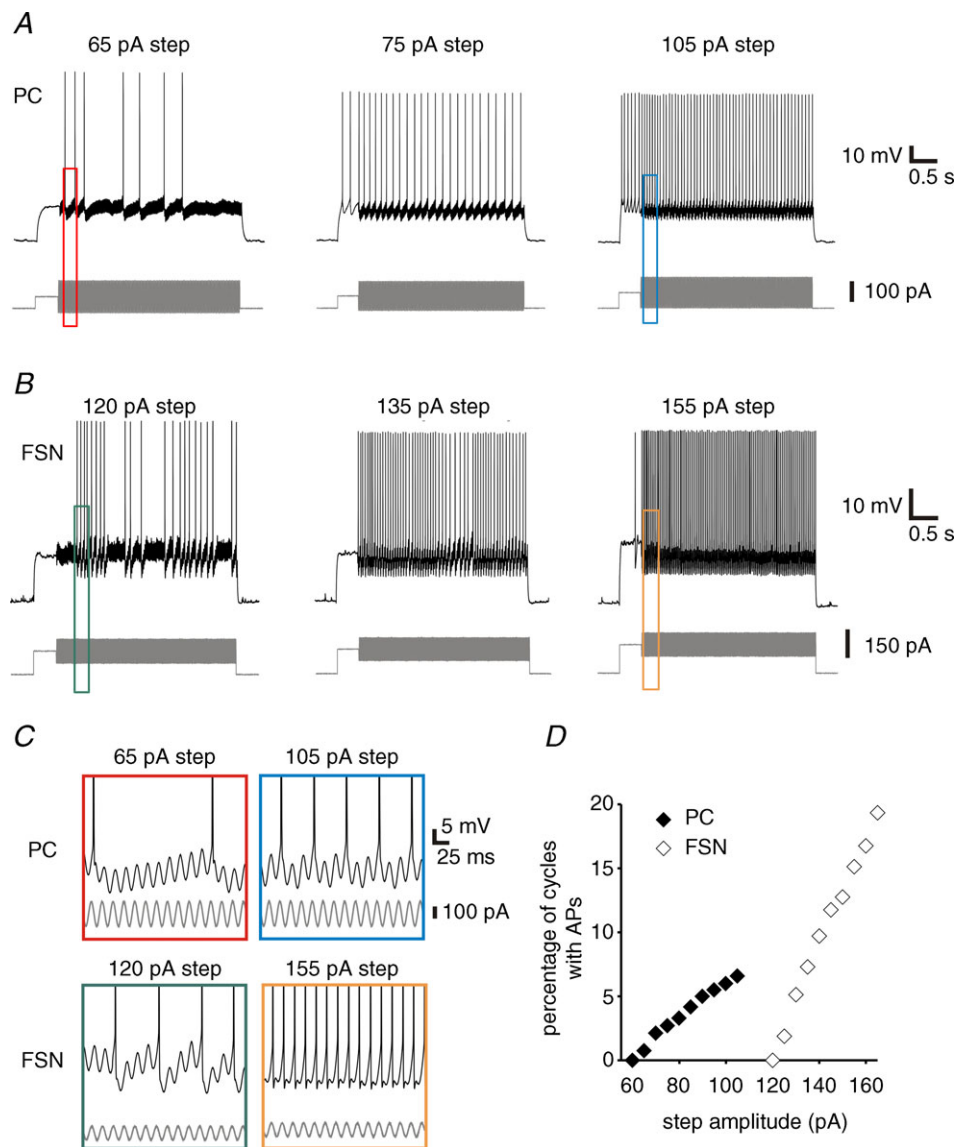 A
65 pA step 75 pA step 105 pA step
PC
10 mV
0.5 s
100 pA
B
120 pA step 135 pA step 155 pA step
FSN
10 mV
0.5 s
150 pA
C
65 pA step 105 pA step
PC
5 mV
25 ms
100 pA
120 pA step 155 pA step
FSN
D
PC
FSN
percentage of cycles
with APs
20
15
10
5
0
60 80 100 120 140 160
step amplitude (pA)